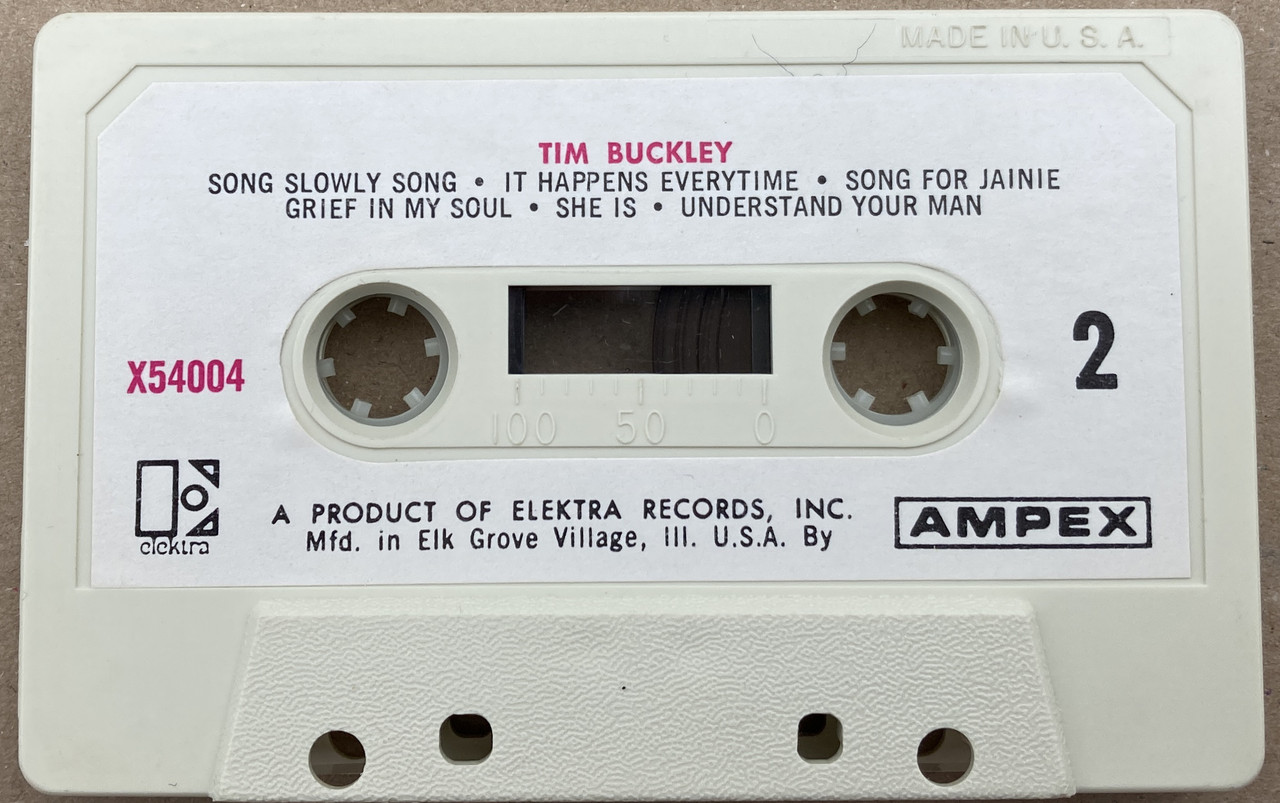 MADE IN U. S. A.
TIM BUCKLEY
SONG SLOWLY SONG • IT HAPPENS EVERYTIME • SONG FOR JAINIE
GRIEF IN MY SOUL • SHE IS • UNDERSTAND YOUR MAN
X54004
2
100 50 0
elektra
A PRODUCT OF ELEKTRA RECORDS, INC.
Mfd. in Elk Grove Village, Ill. U.S.A. By
AMPEX